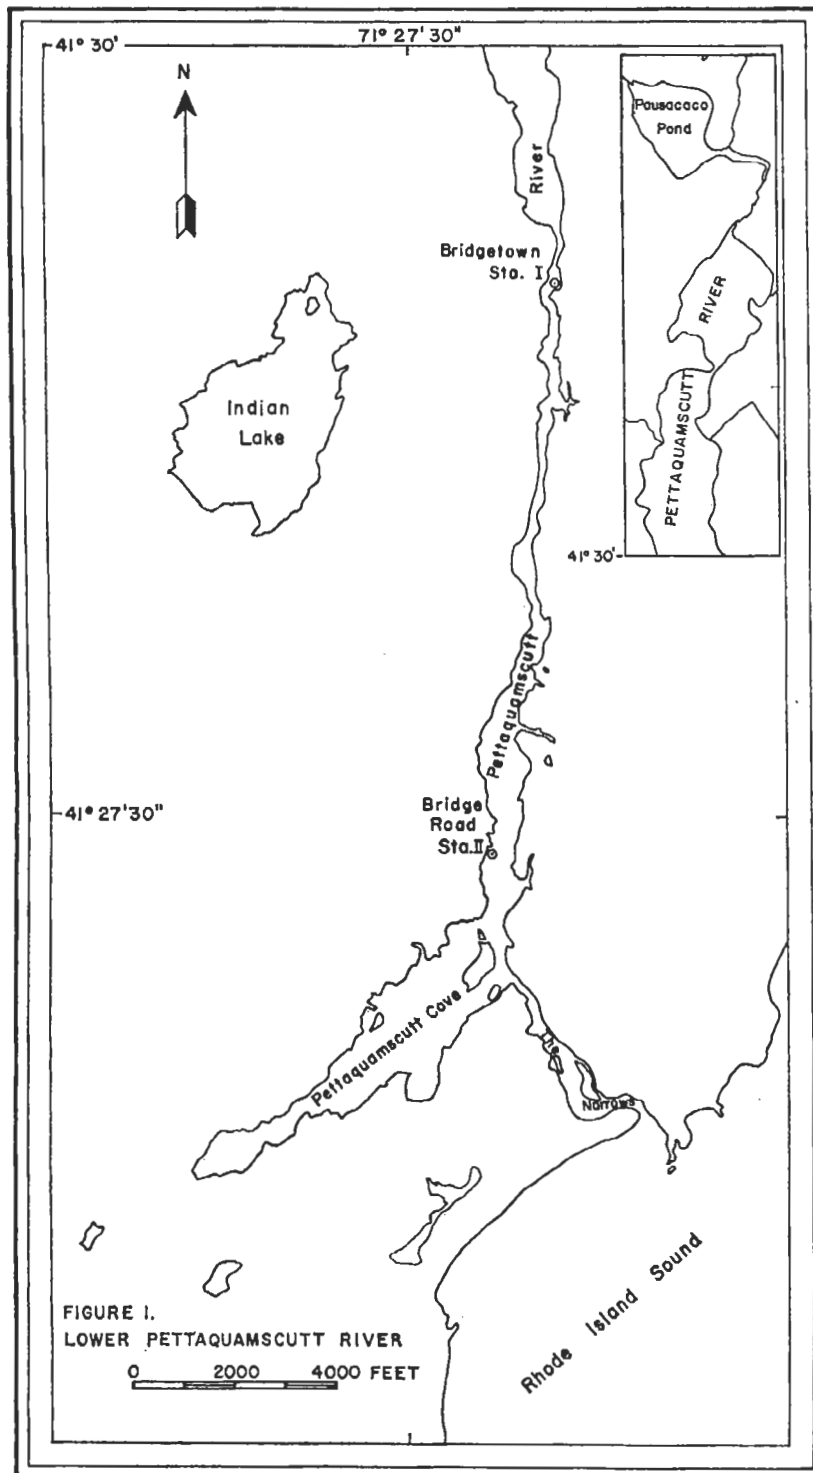 41° 30'
71° 27' 30"
N
River
Bridgetown
Sta. I
Pausacaco
Pond
RIVER
PETTAQUAMSCUTT
41° 30'
Indian
Lake
Pettaquamscutt
41° 27' 30"
Bridge
Road
Sta. II
Pettaquamscutt Cove
The
Narrows
Rhode Island Sound
FIGURE 1.
LOWER PETTAQUAMSCUTT RIVER
0 2000 4000 FEET